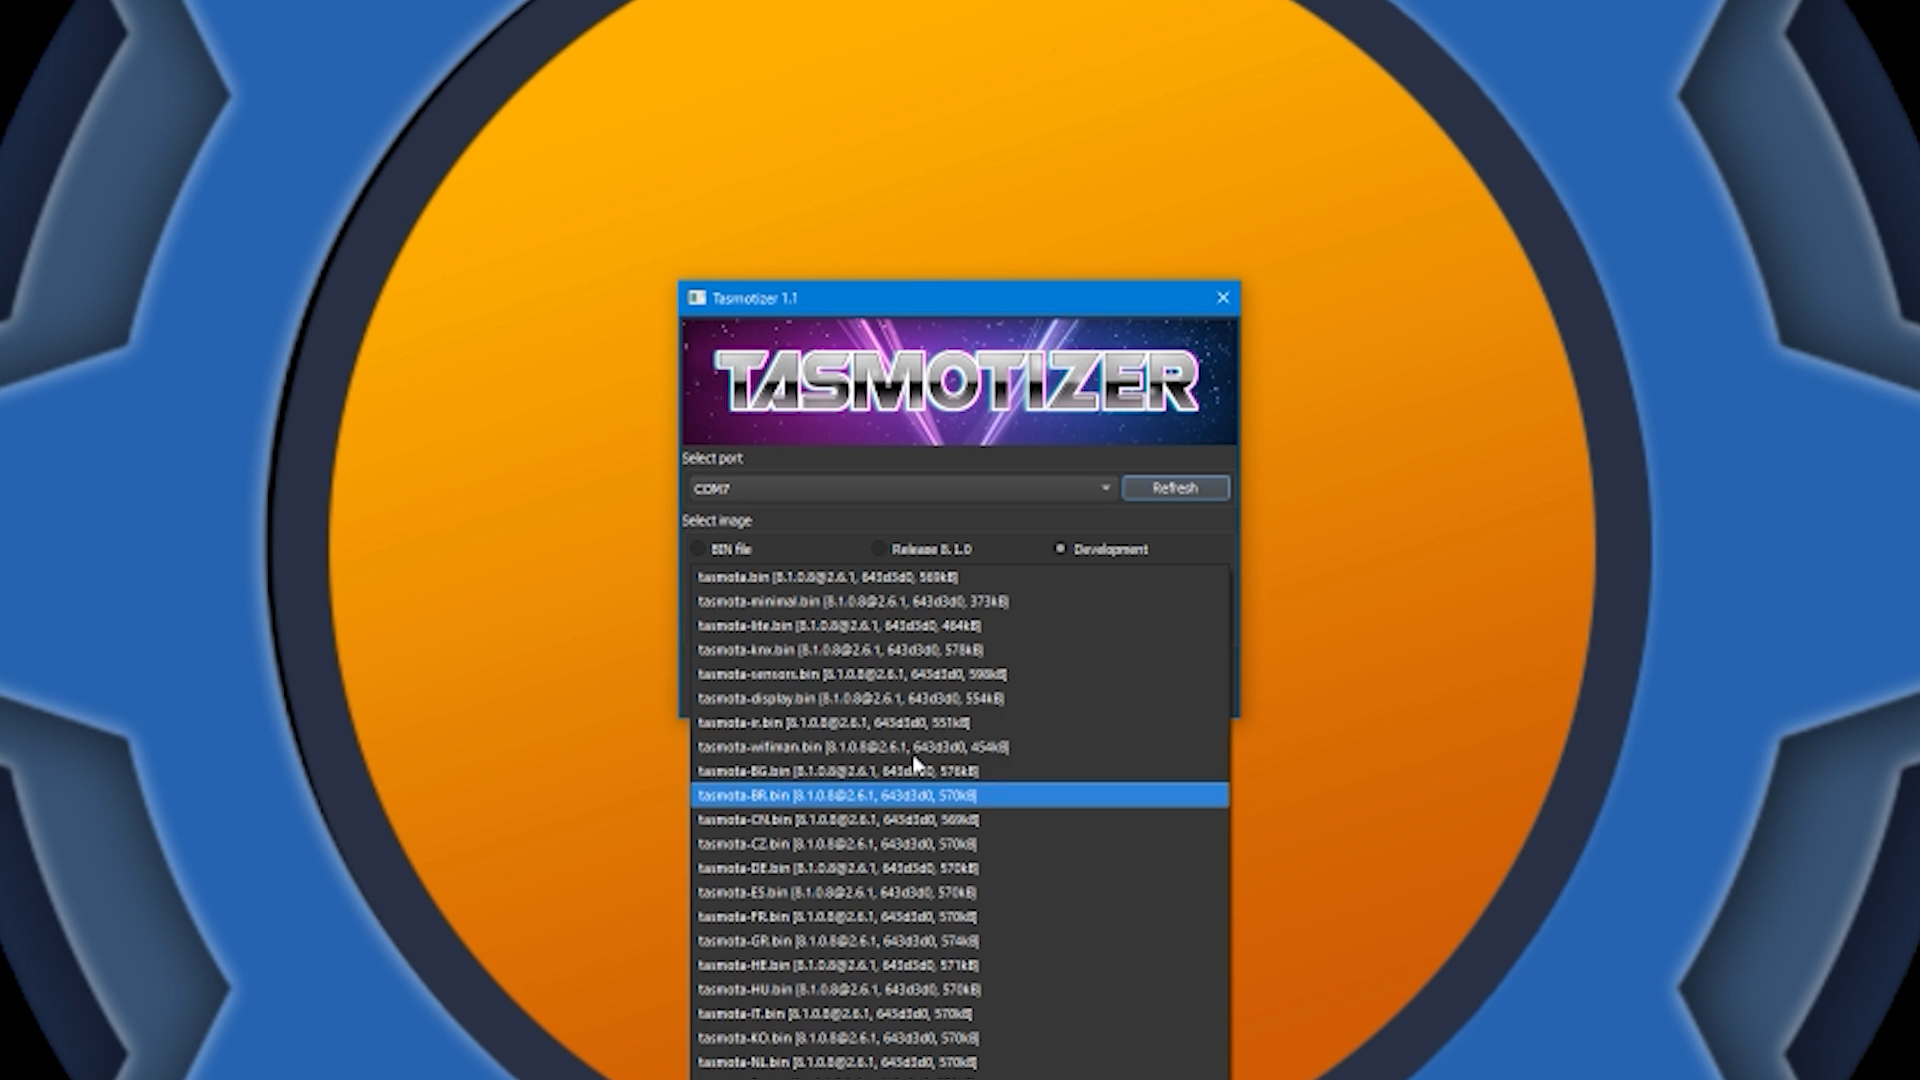 Tasmotizer 1.1
TASMOTIZER
Select port
COM7
Refresh
Select image
BIN file
Release 8.1.0
Development
tasmota.bin [8.1.0.8@2.6.1, 643d3d0, 569kB]
tasmota-minimal.bin [8.1.0.8@2.6.1, 643d3d0, 373kB]
tasmota-lite.bin [8.1.0.8@2.6.1, 643d3d0, 464kB]
tasmota-knx.bin [8.1.0.8@2.6.1, 643d3d0, 578kB]
tasmota-sensors.bin [8.1.0.8@2.6.1, 643d3d0, 598kB]
tasmota-display.bin [8.1.0.8@2.6.1, 643d3d0, 554kB]
tasmota-ir.bin [8.1.0.8@2.6.1, 643d3d0, 551kB]
tasmota-wifiman.bin [8.1.0.8@2.6.1, 643d3d0, 454kB]
tasmota-BG.bin [8.1.0.8@2.6.1, 643d3d0, 576kB]
tasmota-BR.bin [8.1.0.8@2.6.1, 643d3d0, 570kB]
tasmota-CN.bin [8.1.0.8@2.6.1, 643d3d0, 569kB]
tasmota-CZ.bin [8.1.0.8@2.6.1, 643d3d0, 570kB]
tasmota-DE.bin [8.1.0.8@2.6.1, 643d3d0, 570kB]
tasmota-ES.bin [8.1.0.8@2.6.1, 643d3d0, 570kB]
tasmota-FR.bin [8.1.0.8@2.6.1, 643d3d0, 570kB]
tasmota-GR.bin [8.1.0.8@2.6.1, 643d3d0, 574kB]
tasmota-HE.bin [8.1.0.8@2.6.1, 643d3d0, 571kB]
tasmota-HU.bin [8.1.0.8@2.6.1, 643d3d0, 570kB]
tasmota-IT.bin [8.1.0.8@2.6.1, 643d3d0, 570kB]
tasmota-KO.bin [8.1.0.8@2.6.1, 643d3d0, 570kB]
tasmota-NL.bin [8.1.0.8@2.6.1, 643d3d0, 570kB]